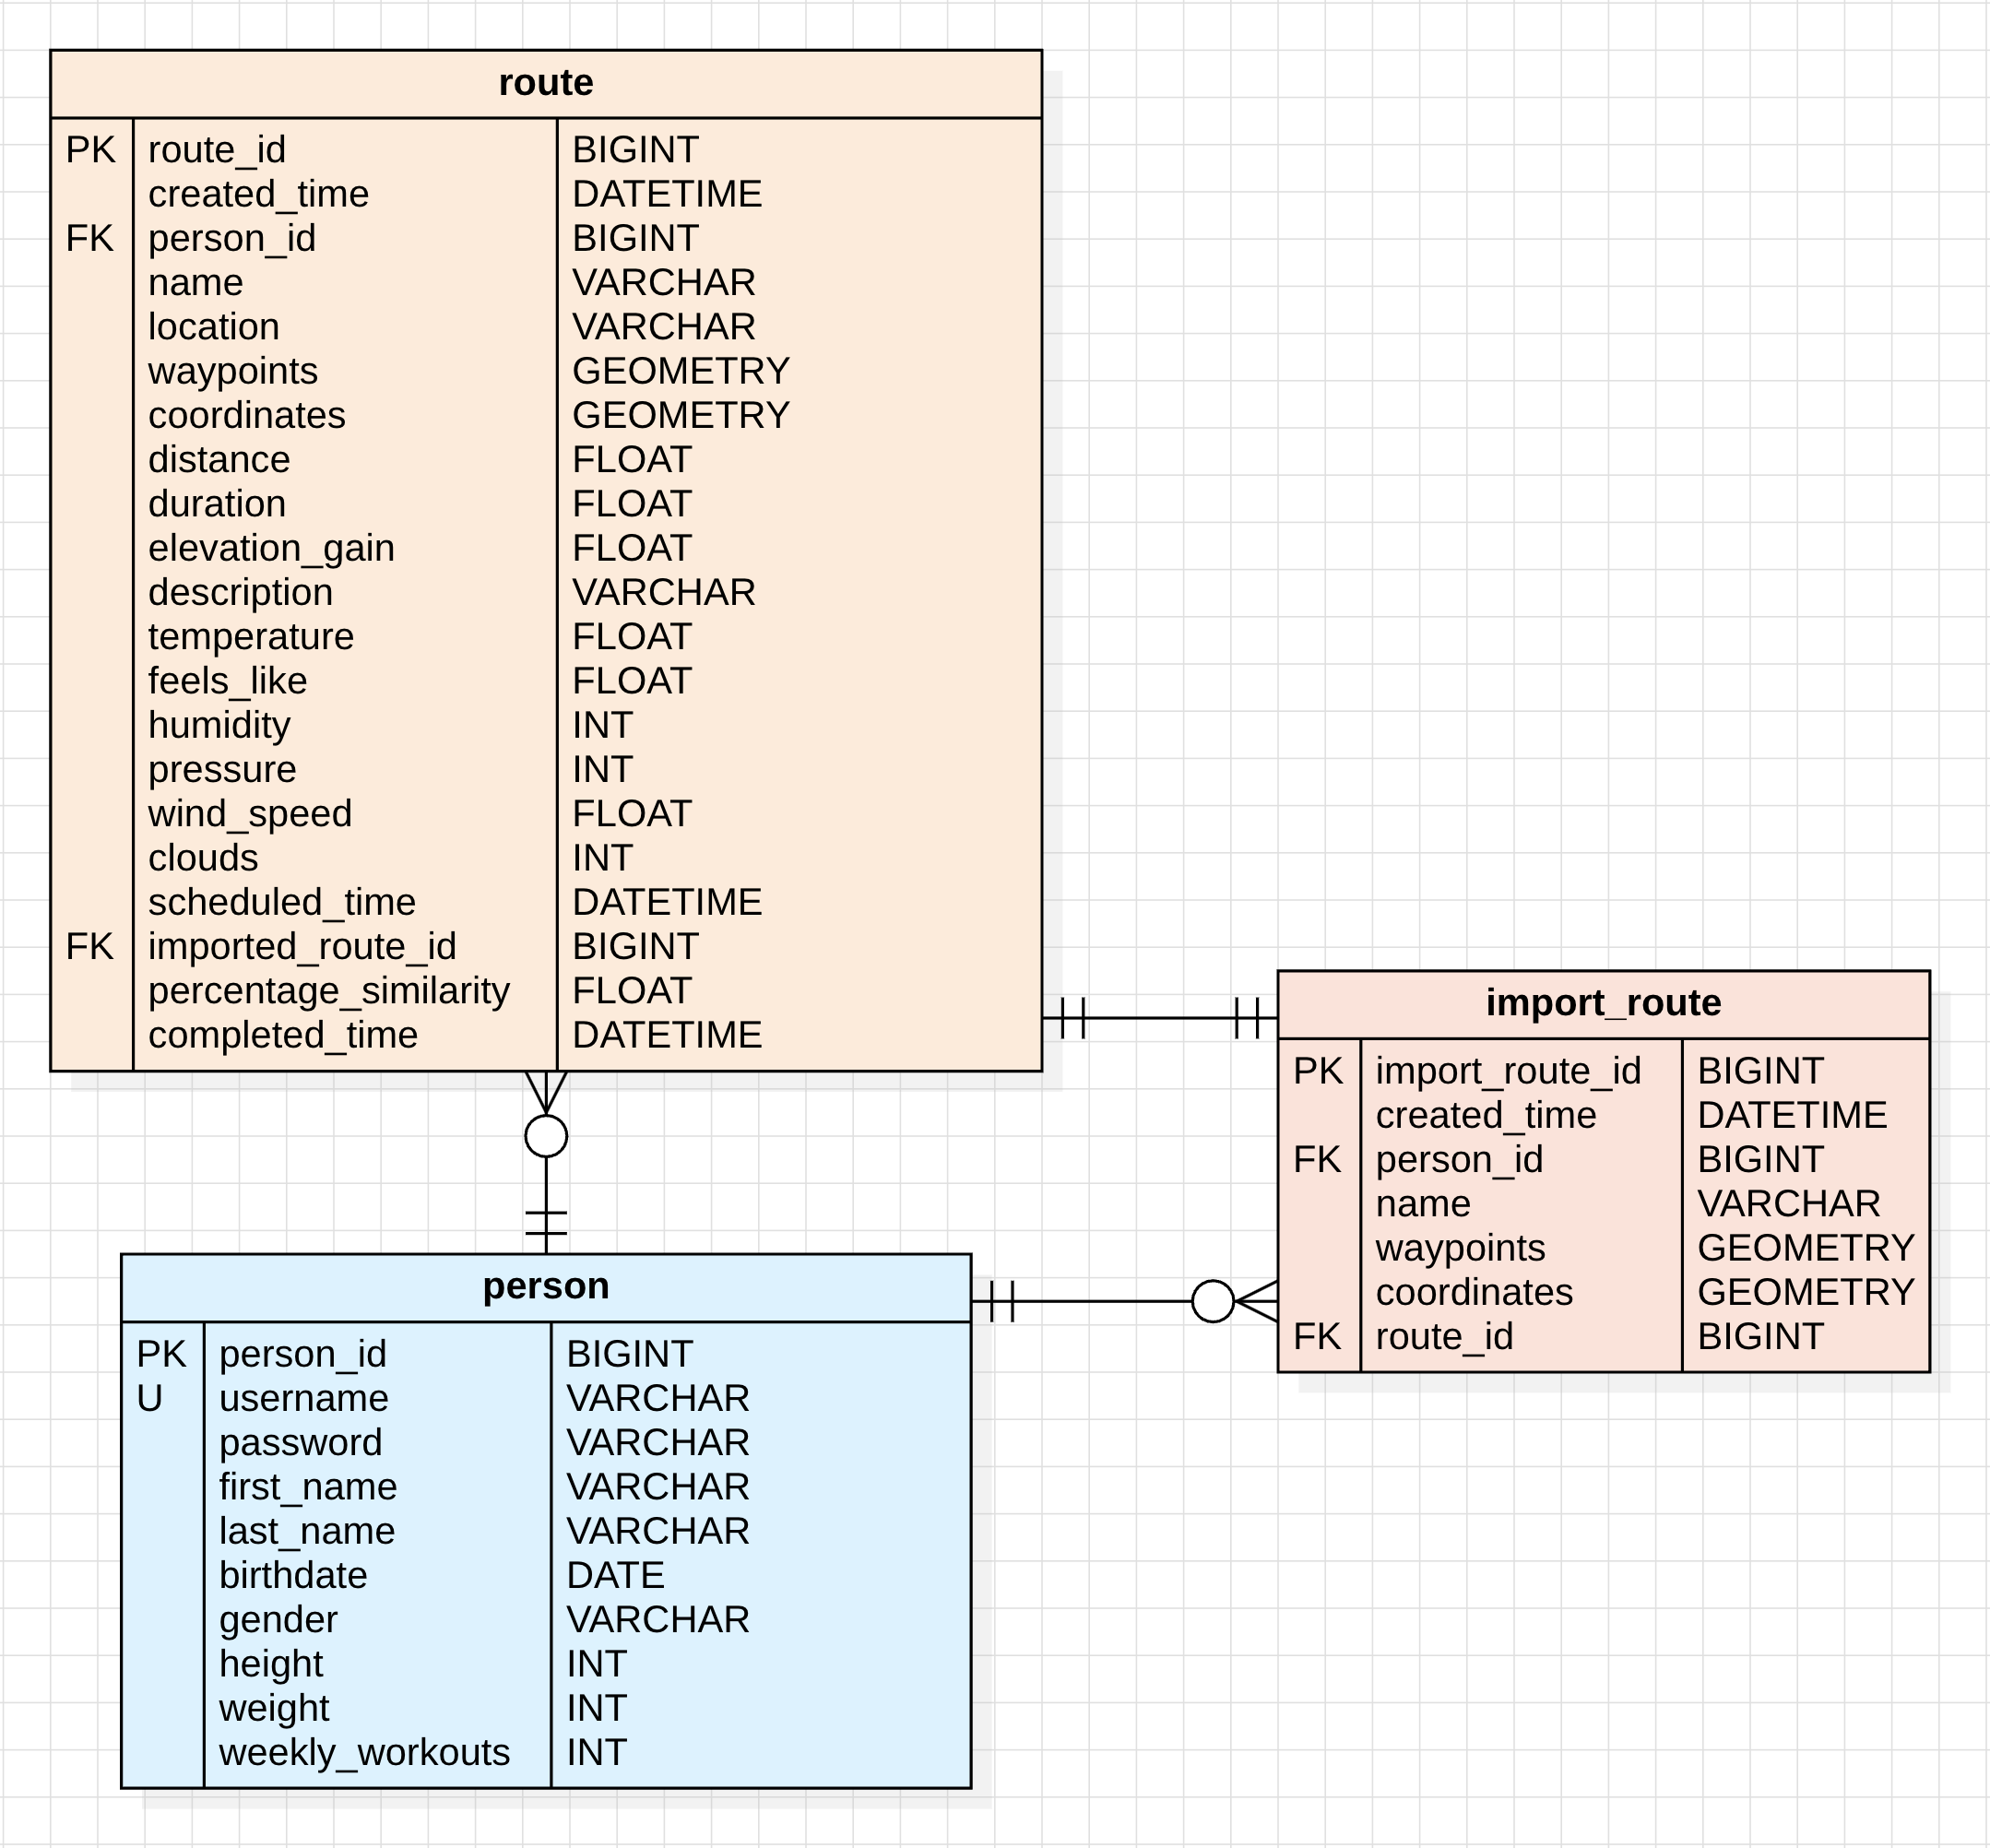 route
PK route_id BIGINT
created_time DATETIME
FK person_id BIGINT
name VARCHAR
location VARCHAR
waypoints GEOMETRY
coordinates GEOMETRY
distance FLOAT
duration FLOAT
elevation_gain FLOAT
description VARCHAR
temperature FLOAT
feels_like FLOAT
humidity INT
pressure INT
wind_speed FLOAT
clouds INT
scheduled_time DATETIME
FK imported_route_id BIGINT
percentage_similarity FLOAT
completed_time DATETIME
import_route
PK import_route_id BIGINT
created_time DATETIME
FK person_id BIGINT
name VARCHAR
waypoints GEOMETRY
coordinates GEOMETRY
FK route_id BIGINT
person
PK person_id BIGINT
U username VARCHAR
password VARCHAR
first_name VARCHAR
last_name VARCHAR
birthdate DATE
gender VARCHAR
height INT
weight INT
weekly_workouts INT